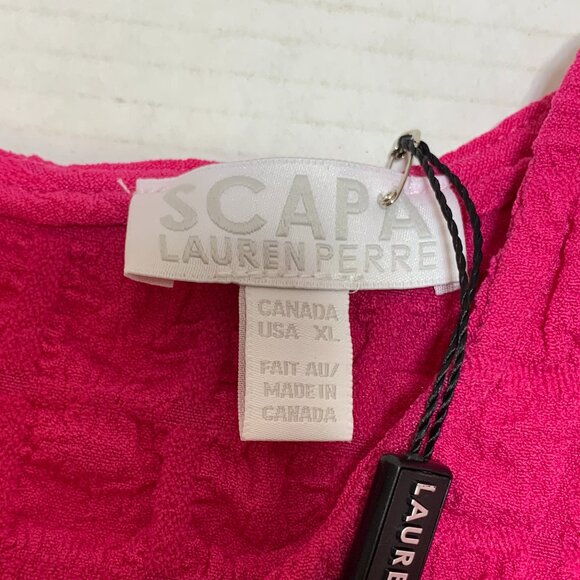 SCAPA
LAUREN PERRE
CANADA
USA XL
FAIT AU/
MADE IN
CANADA
LAURE